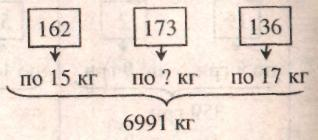 162 173 136
по 15 кг по ? кг по 17 кг
6991 кг